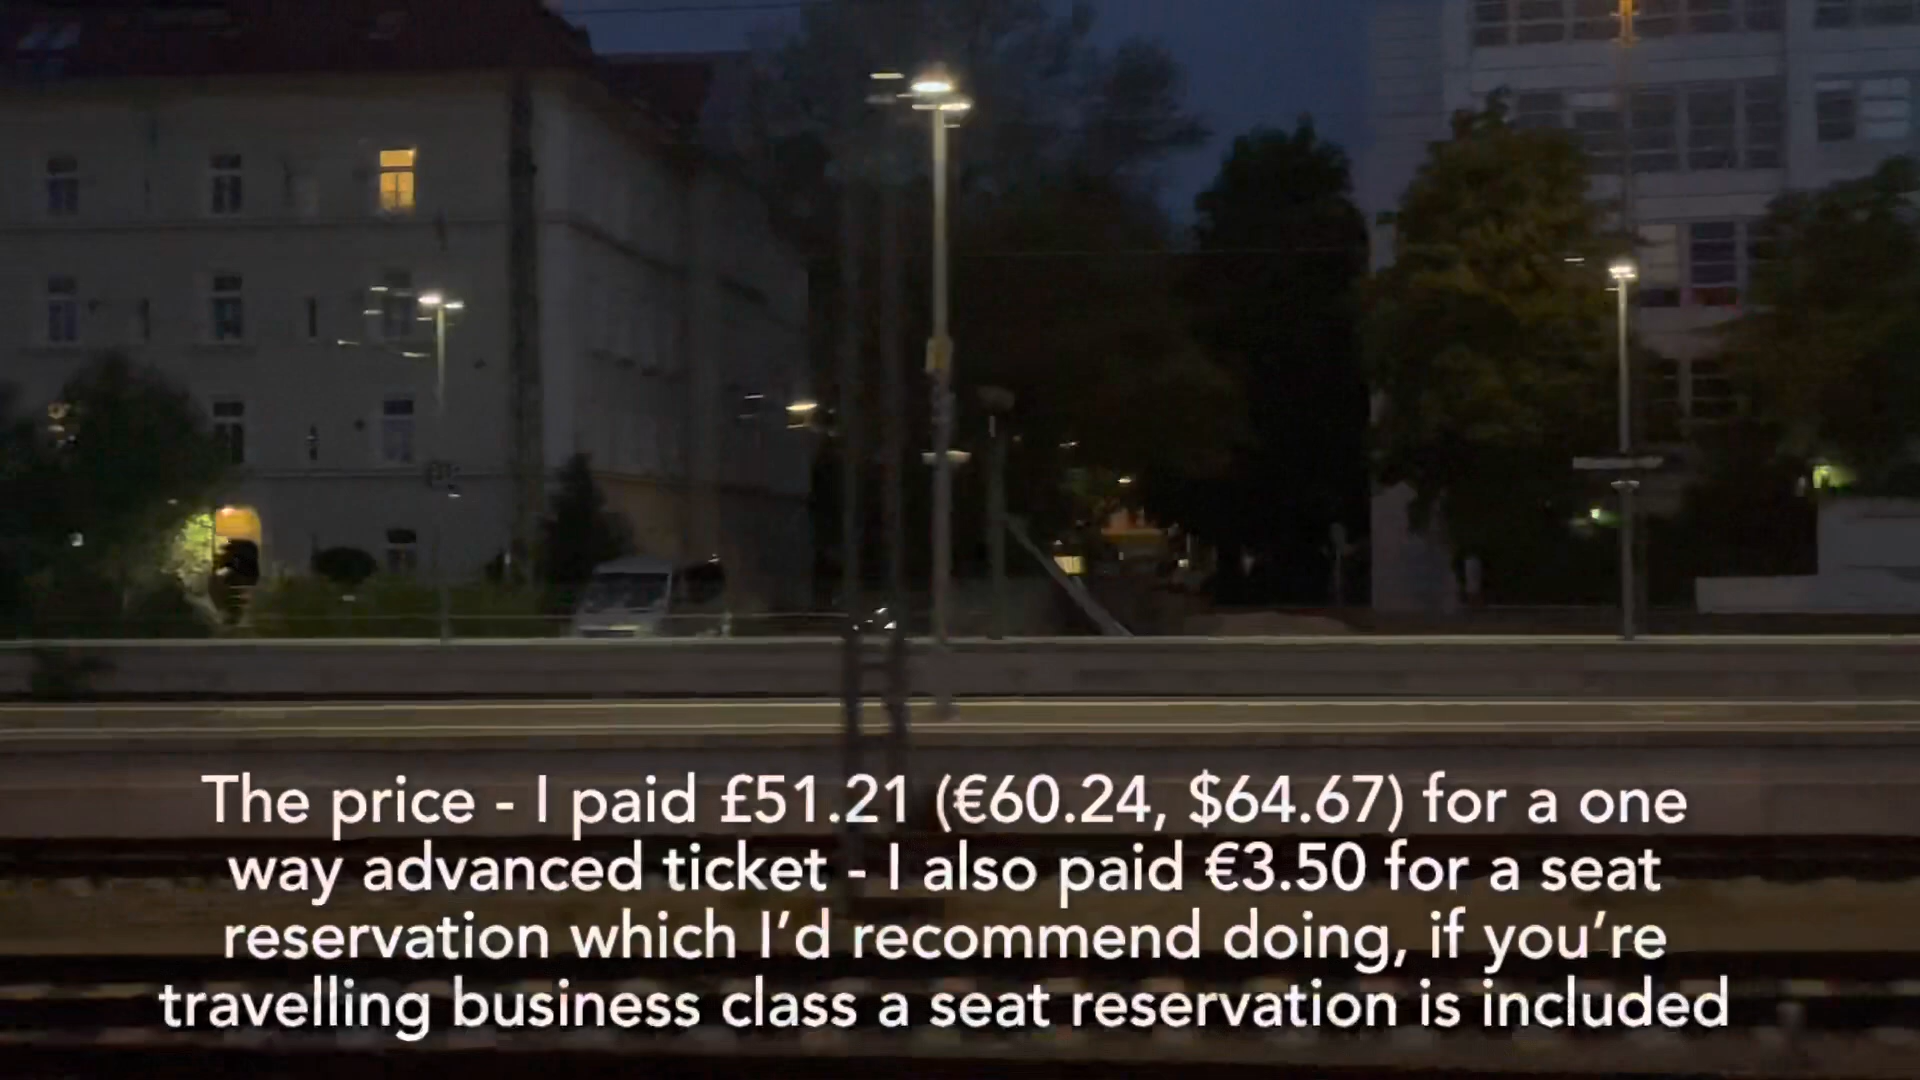 The price - I paid £51.21 (€60.24, $64.67) for a one
way advanced ticket - I also paid €3.50 for a seat
reservation which I’d recommend doing, if you’re
travelling business class a seat reservation is included